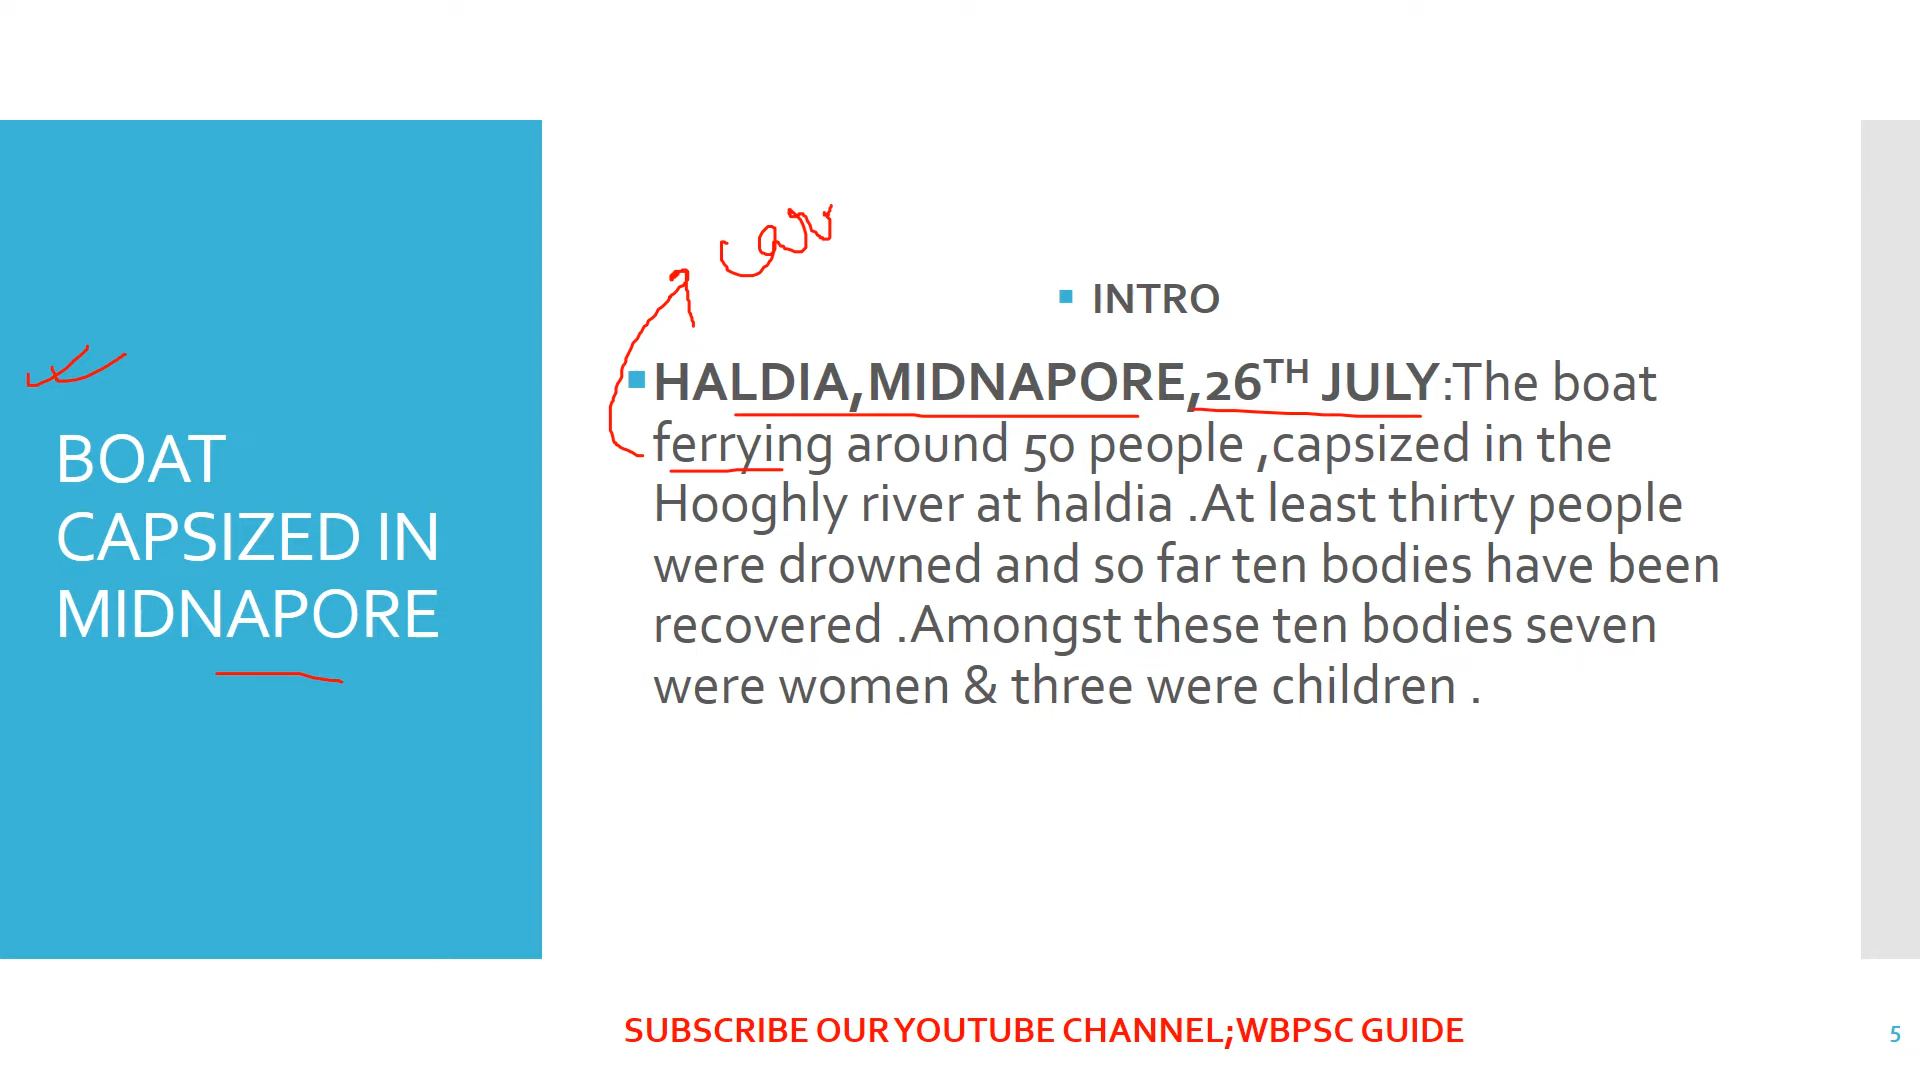 BOAT
CAPSIZED IN
MIDNAPORE
INTRO
HALDIA,MIDNAPORE,26TH JULY:The boat
ferrying around 50 people ,capsized in the
Hooghly river at haldia .At least thirty people
were drowned and so far ten bodies have been
recovered .Amongst these ten bodies seven
were women & three were children .
SUBSCRIBE OUR YOUTUBE CHANNEL;WBPSC GUIDE
5